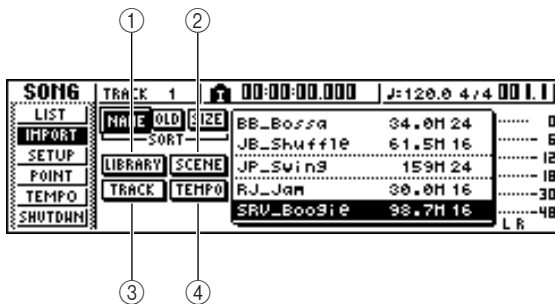 ① ②
SONG TRACK 1 00:00:00.000 ♩=120.0 4/4 001.1
LIST NAME OLD SIZE
SORT
IMPORT
SETUP LIBRARY SCENE
POINT TRACK TEMPO
TEMPO
SHUTDWN
BB_Bossa 34.0M 24
JB_Shuffle 61.5M 16
JP_Swing 159M 24
RJ_Jam 30.0M 16
SRV_Boogie 98.7M 16
0
6
12
18
30
48
L R
③ ④